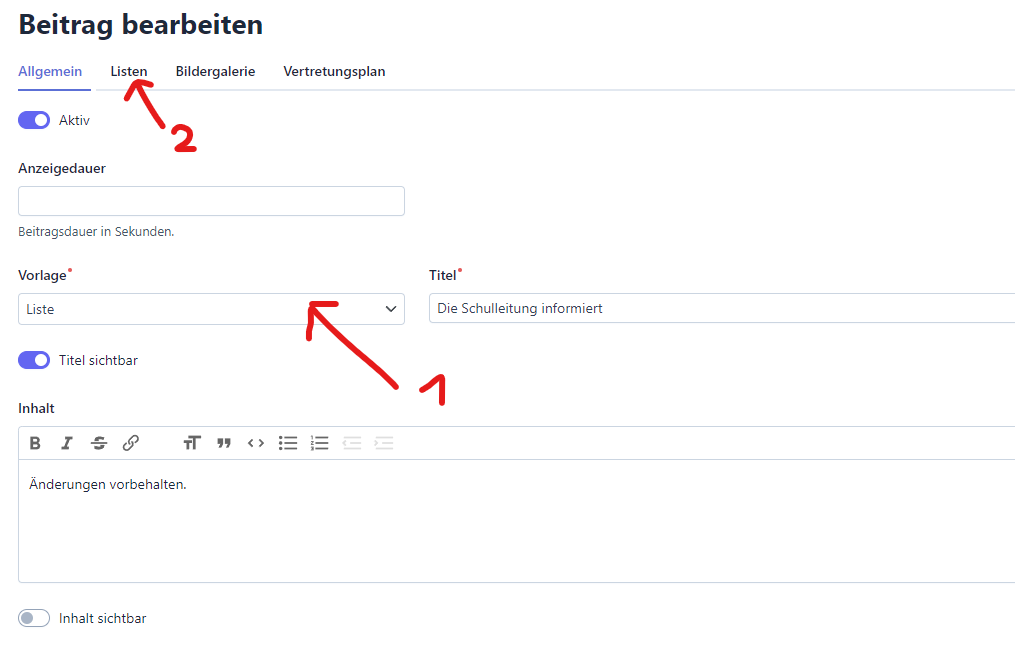 Beitrag bearbeiten
Allgemein Listen Bildergalerie Vertretungsplan
Aktiv
2
Anzeigedauer
Beitragsdauer in Sekunden.
Vorlage* Titel*
Liste Die Schulleitung informiert
Titel sichtbar
1
Inhalt
Änderungen vorbehalten.
Inhalt sichtbar